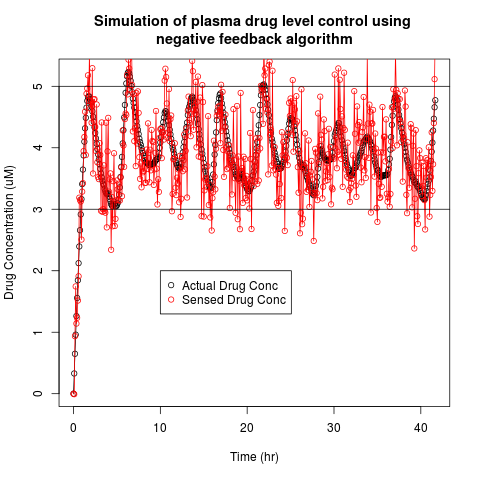 Simulation of plasma drug level control using
negative feedback algorithm
Drug Concentration (uM)
5
4
3
2
1
0
Actual Drug Conc
Sensed Drug Conc
0
10
20
30
40
Time (hr)